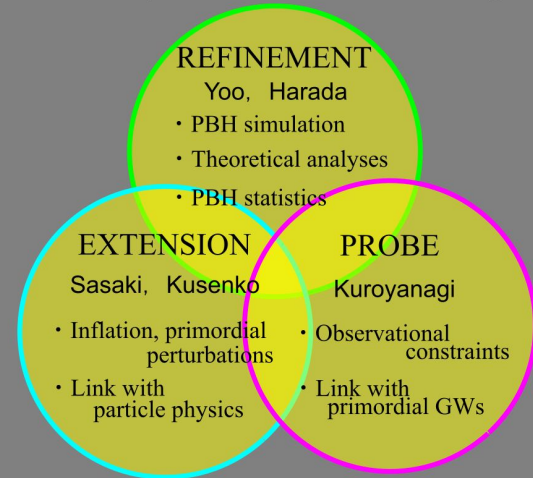 REFINEMENT
Yoo, Harada
・PBH simulation
・Theoretical analyses
・PBH statistics
EXTENSION
Sasaki, Kusenko
・Inflation, primordial
perturbations
・Link with
particle physics
PROBE
Kuroyanagi
・Observational
constraints
・Link with
primordial GWs